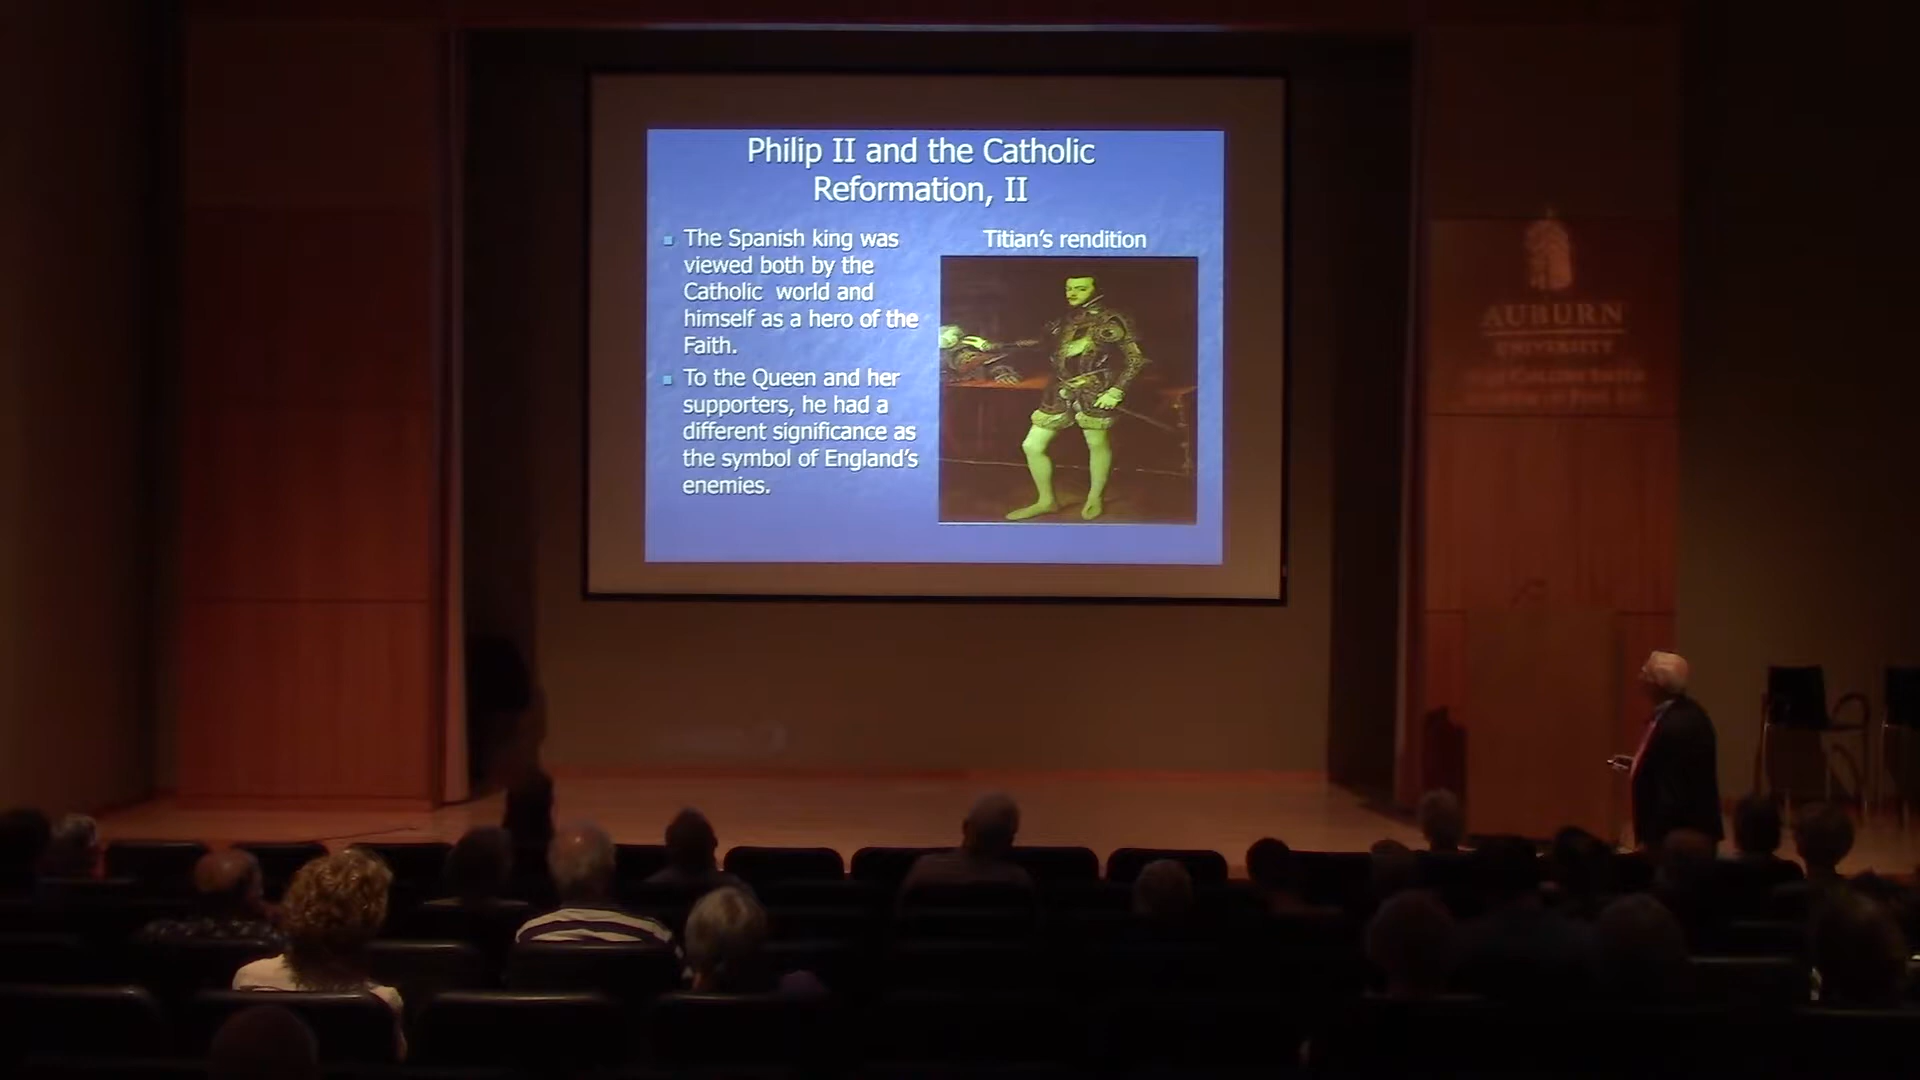 Philip II and the Catholic
Reformation, II
The Spanish king was
viewed both by the
Catholic world and
himself as a hero of the
Faith.
To the Queen and her
supporters, he had a
different significance as
the symbol of England's
enemies.
Titian's rendition
AUBURN
UNIVERSITY